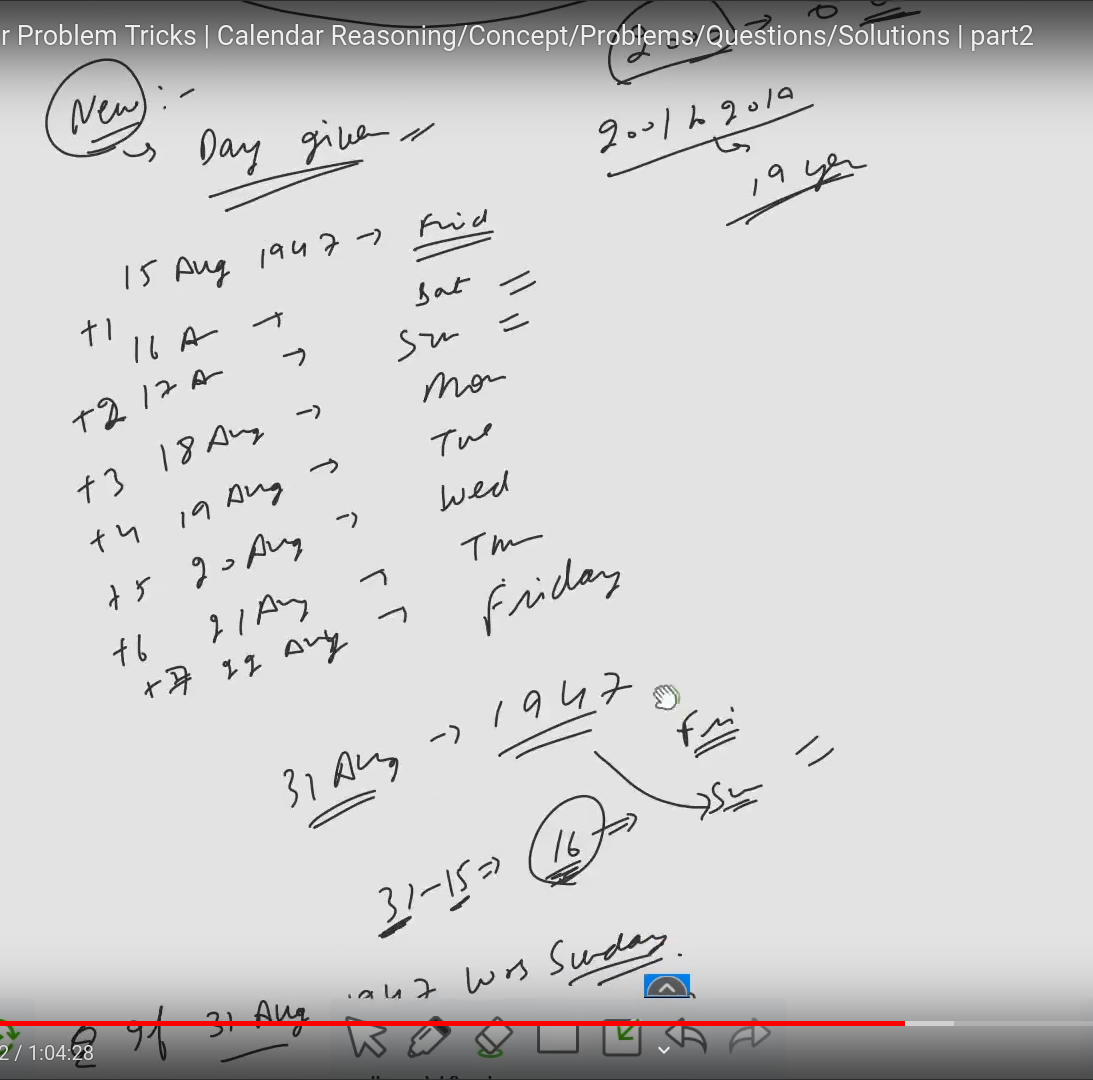 r Problem Tricks | Calendar Reasoning/Concept/Problems/Questions/Solutions | part2
New :-
→ Day given
2001 to 2019
→ 19 year
15 Aug 1947 → Frid
+1 16 A → Sat
+2 17 A → Sun
+3 18 Aug → Mon
+4 19 Aug → Tue
+5 20 Aug → Wed
+6 21 Aug → Thu
+7 22 Aug → Friday
31 Aug → 1947
Fri
→ Sun =
31-15 ⇒ 16 ⇒
1947 was Sunday.
Q If 31 Aug
2 / 1:04:28